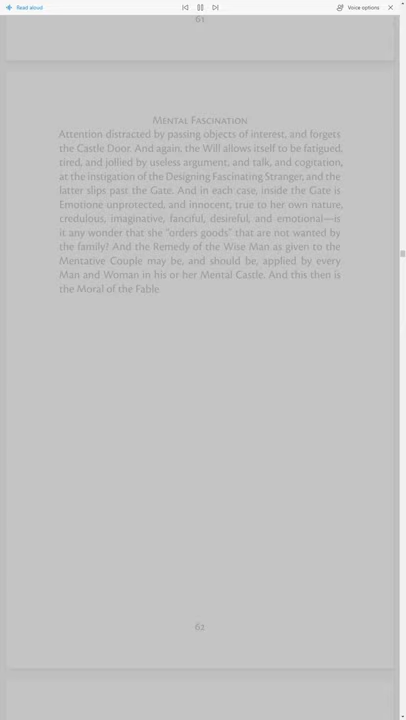 Read aloud
Voice options
61
Mental Fascination
Attention distracted by passing objects of interest, and forgets
the Castle Door. And again, the Will allows itself to be fatigued,
tired, and jollied by useless argument, and talk, and cogitation,
at the instigation of the Designing Fascinating Stranger, and the
latter slips past the Gate. And in each case, inside the Gate is
Emotione unprotected, and innocent, true to her own nature,
credulous, imaginative, fanciful, desireful, and emotional—is
it any wonder that she "orders goods" that are not wanted by
the family? And the Remedy of the Wise Man as given to the
Mentative Couple may be, and should be, applied by every
Man and Woman in his or her Mental Castle. And this then is
the Moral of the Fable.
62